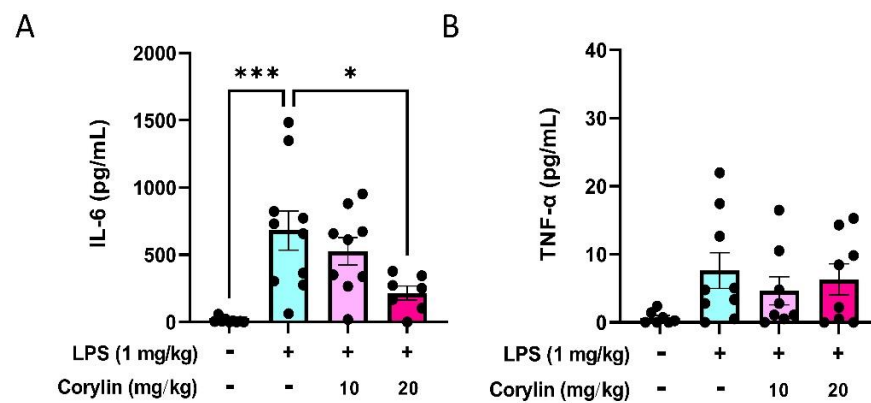 A
B
2000
1500
1000
500
0
IL-6 (pg/mL)
*** *
LPS (1 mg/kg) - + + +
Corylin (mg/kg) - - 10 20
40
30
20
10
0
TNF-α (pg/mL)
LPS (1 mg/kg) - + + +
Corylin (mg/kg) - - 10 20